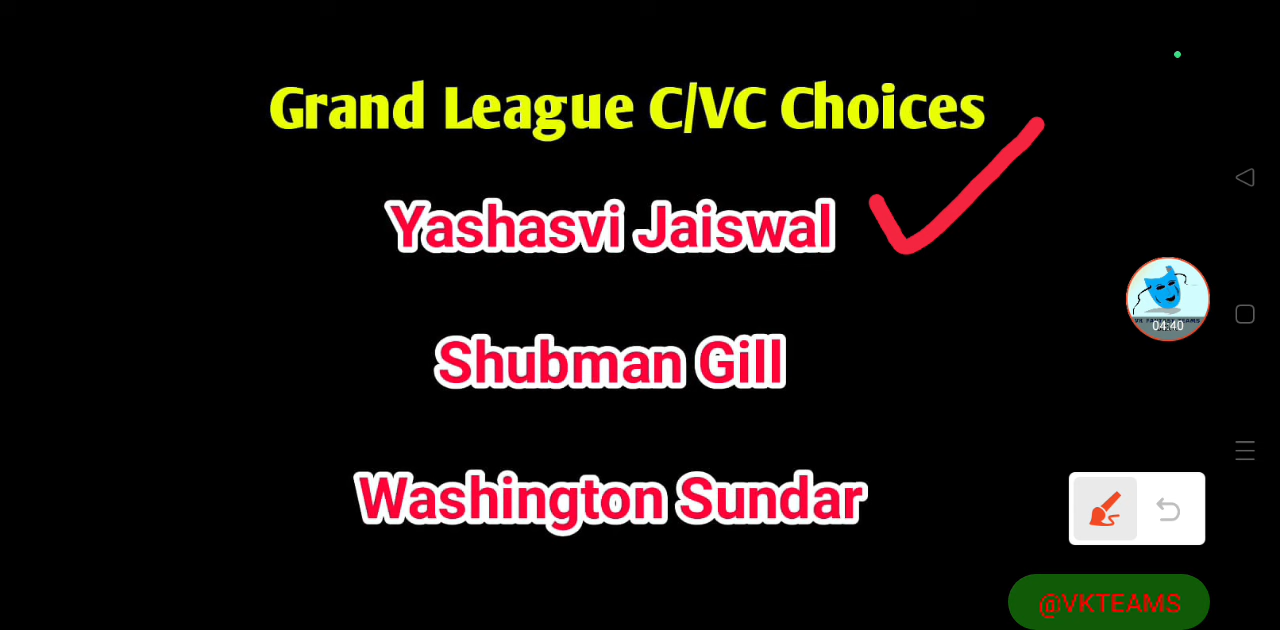 Grand League C/VC Choices
Yashasvi Jaiswal
Shubman Gill
04:40
Washington Sundar
@VKTEAMS